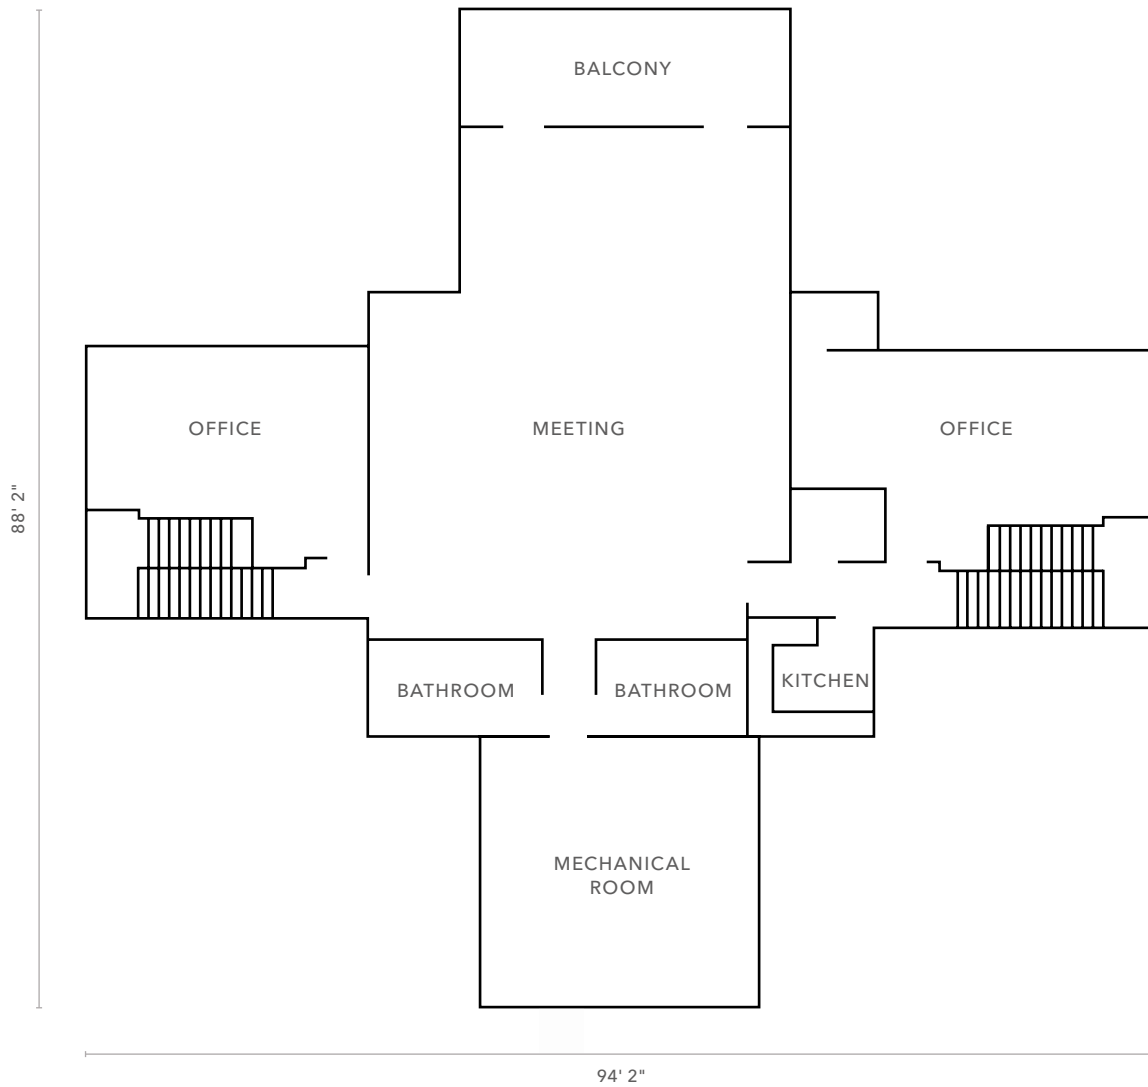 BALCONY
OFFICE
MEETING
OFFICE
88' 2"
BATHROOM
BATHROOM
KITCHEN
MECHANICAL
ROOM
94' 2"